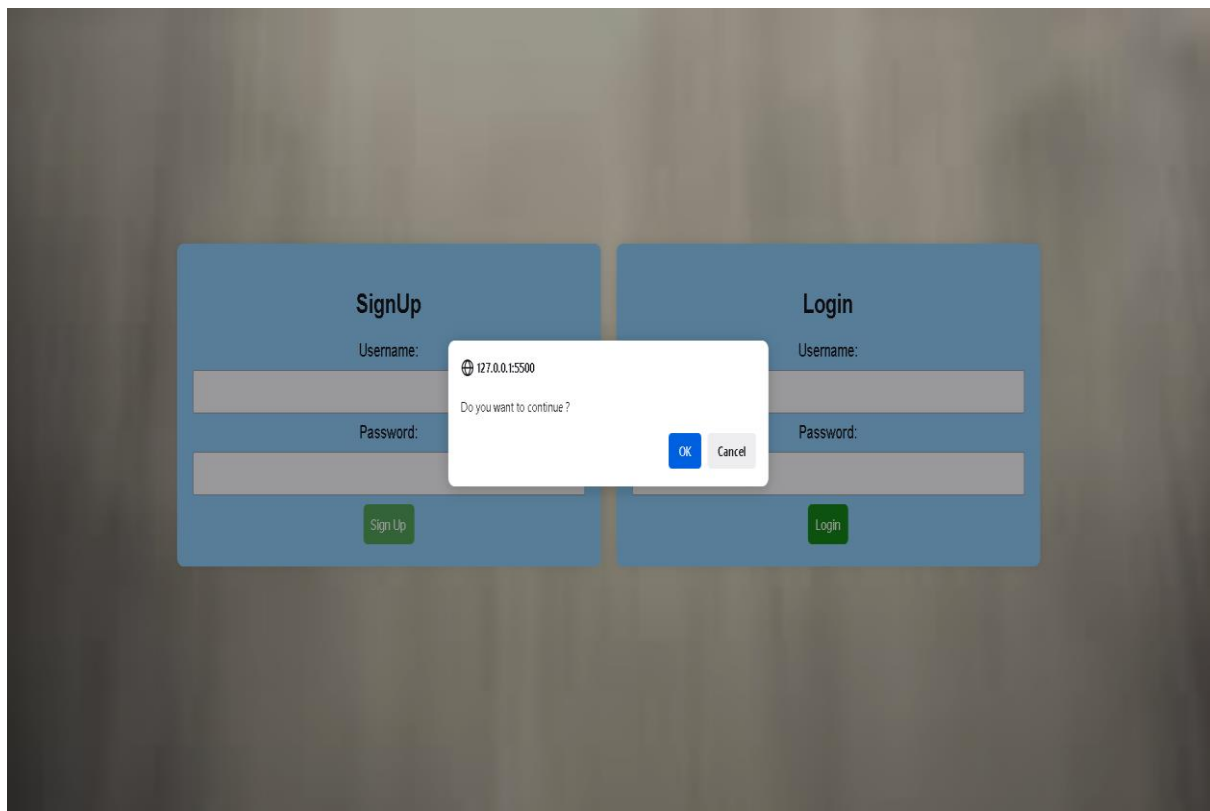 SignUp
Username:
Password:
Sign Up
Login
Username:
Password:
Login
127.0.0.1:5500
Do you want to continue ?
OK
Cancel